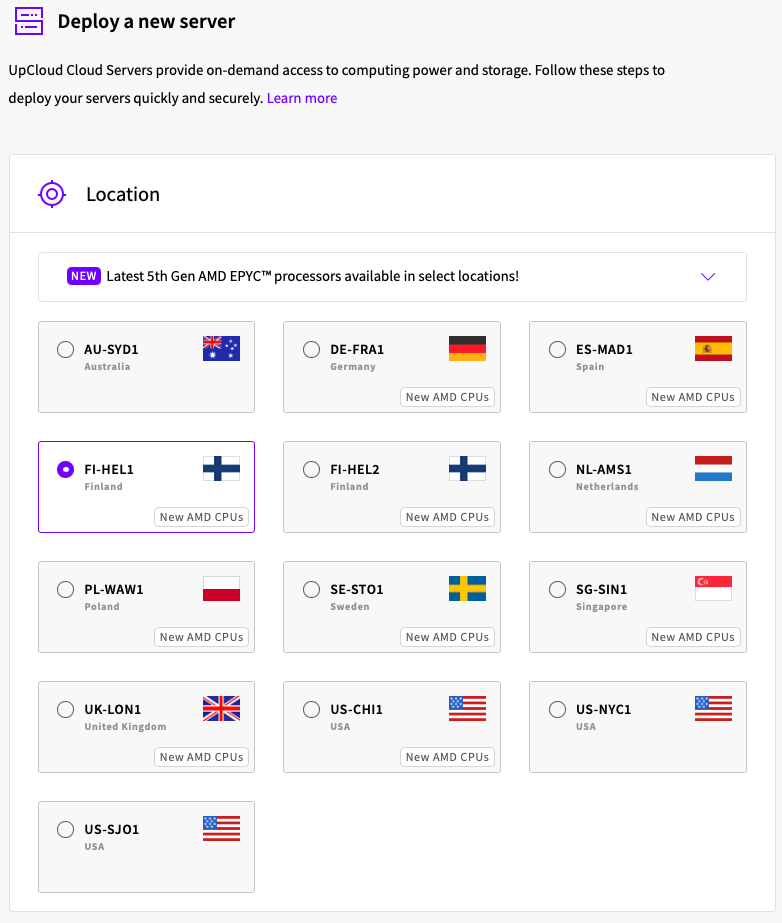 Deploy a new server
UpCloud Cloud Servers provide on-demand access to computing power and storage. Follow these steps to
deploy your servers quickly and securely. Learn more
Location
NEW Latest 5th Gen AMD EPYC™ processors available in select locations!
AU-SYD1
Australia
DE-FRA1
Germany
New AMD CPUs
ES-MAD1
Spain
New AMD CPUs
FI-HEL1
Finland
New AMD CPUs
FI-HEL2
Finland
New AMD CPUs
NL-AMS1
Netherlands
New AMD CPUs
PL-WAW1
Poland
New AMD CPUs
SE-STO1
Sweden
New AMD CPUs
SG-SIN1
Singapore
New AMD CPUs
UK-LON1
United Kingdom
New AMD CPUs
US-CHI1
USA
New AMD CPUs
US-NYC1
USA
US-SJO1
USA